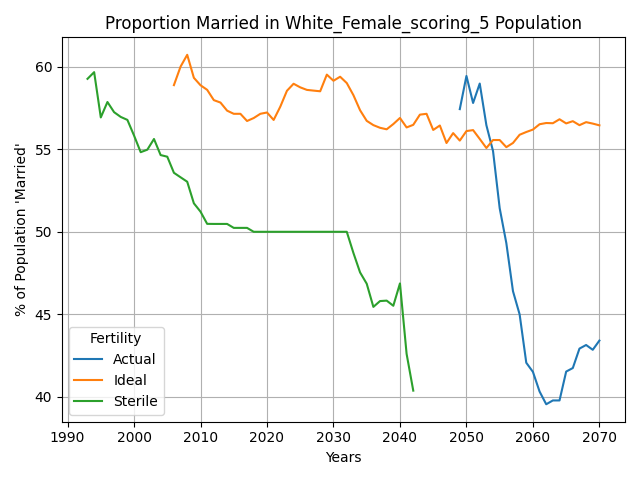 Proportion Married in White_Female_scoring_5 Population
% of Population 'Married'
60
55
50
45
40
Fertility
Actual
Ideal
Sterile
1990 2000 2010 2020 2030 2040 2050 2060 2070
Years